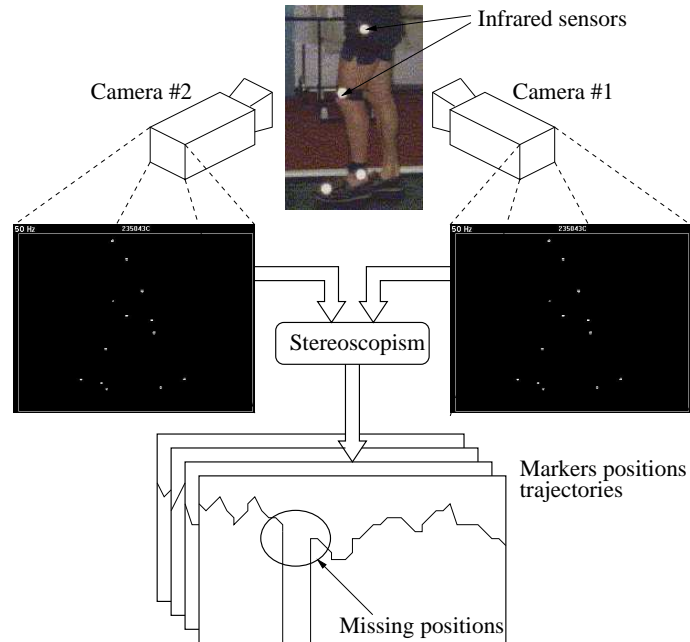 Infrared sensors
Camera #2
Camera #1
50 Hz
235043C
50 Hz
235043C
Stereoscopism
Markers positions
trajectories
Missing positions